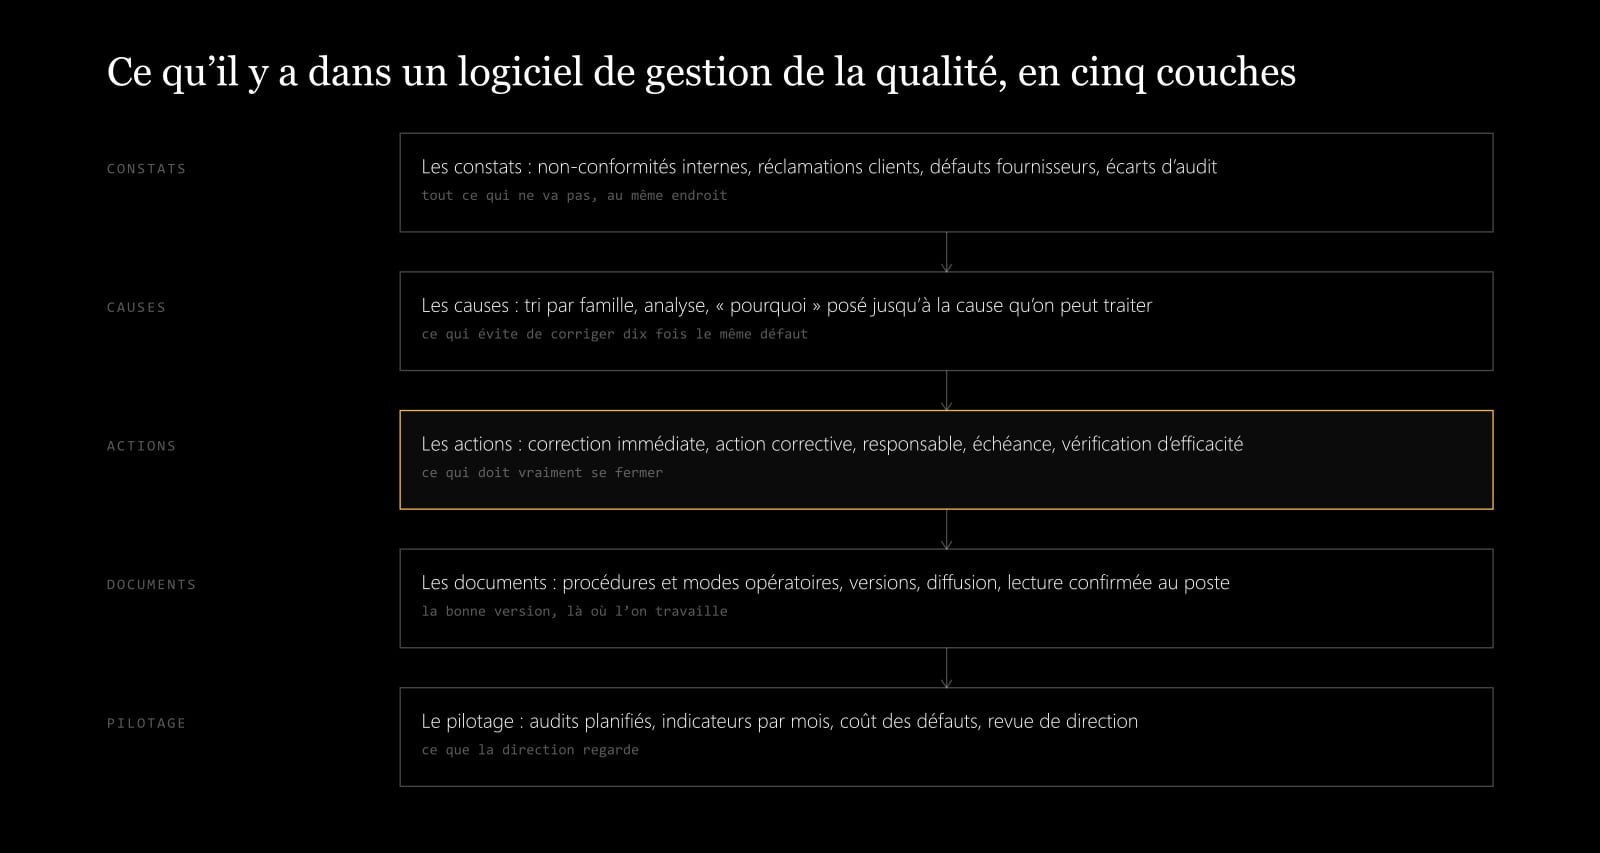 Ce qu’il y a dans un logiciel de gestion de la qualité, en cinq couches
CONSTATS
Les constats : non-conformités internes, réclamations clients, défauts fournisseurs, écarts d’audit
tout ce qui ne va pas, au même endroit
CAUSES
Les causes : tri par famille, analyse, « pourquoi » posé jusqu’à la cause qu’on peut traiter
ce qui évite de corriger dix fois le même défaut
ACTIONS
Les actions : correction immédiate, action corrective, responsable, échéance, vérification d’efficacité
ce qui doit vraiment se fermer
DOCUMENTS
Les documents : procédures et modes opératoires, versions, diffusion, lecture confirmée au poste
la bonne version, là où l’on travaille
PILOTAGE
Le pilotage : audits planifiés, indicateurs par mois, coût des défauts, revue de direction
ce que la direction regarde